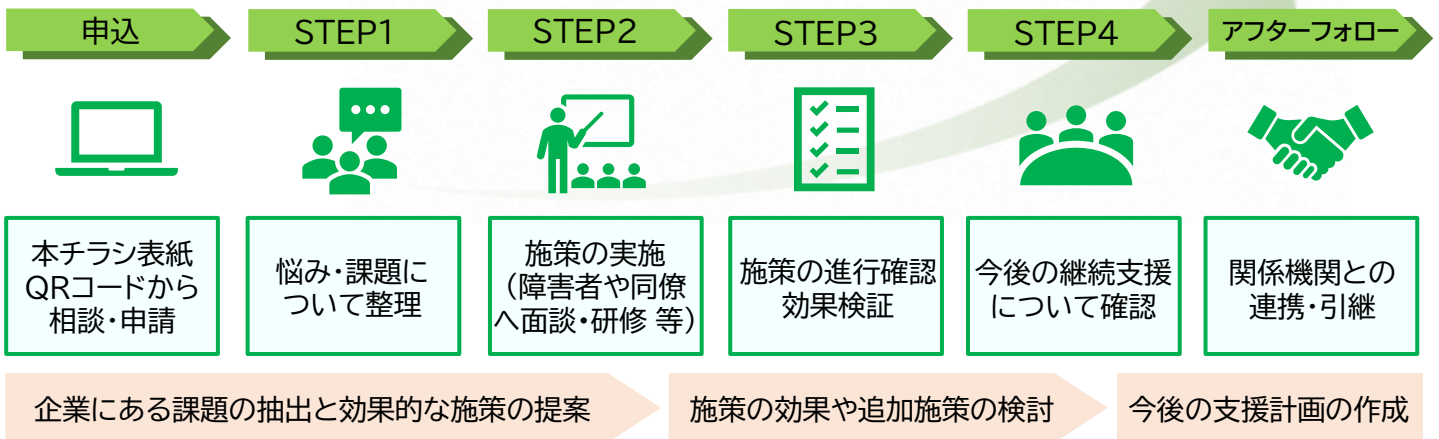 申込
STEP1
STEP2
STEP3
STEP4
アフターフォロー
本チラシ表紙
QRコードから
相談・申請
悩み・課題に
ついて整理
施策の実施
（障害者や同僚
へ面談・研修 等）
施策の進行確認
効果検証
今後の継続支援
について確認
関係機関との
連携・引継
企業にある課題の抽出と効果的な施策の提案
施策の効果や追加施策の検討
今後の支援計画の作成